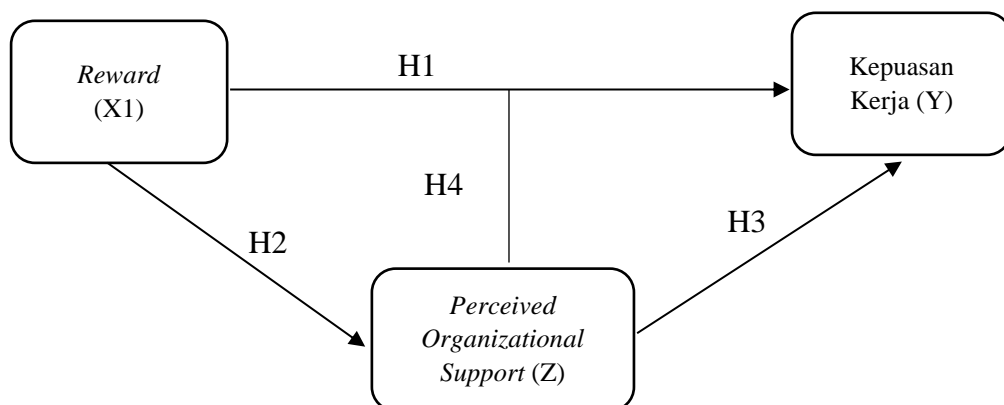 Reward
(X1)
H1
Kepuasan
Kerja (Y)
H4
H2
H3
Perceived
Organizational
Support (Z)